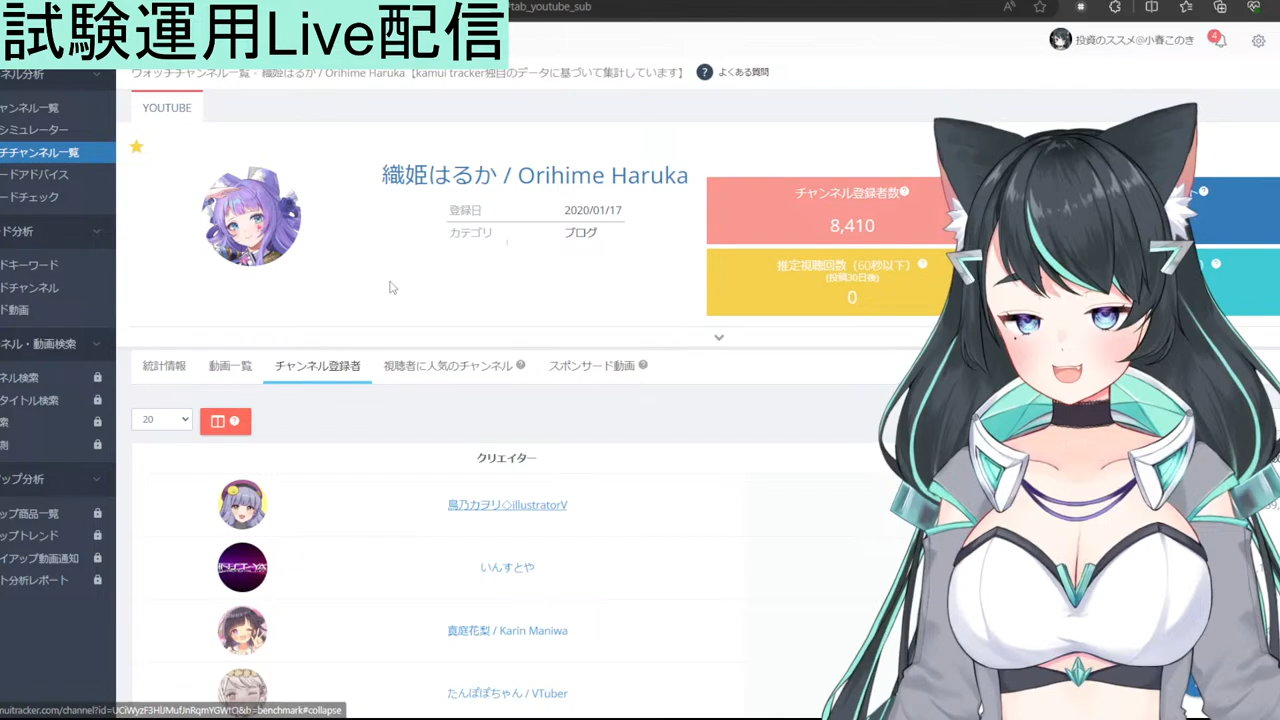 試験運用Live配信
#tab_youtube_sub
投資のススメ@小春このき
4
ネル分析
ウォッチチャンネル一覧 - 織姫はるか / Orihime Haruka【kamui tracker独自のデータに基づいて集計しています】
よくある質問
ャンネル一覧
シミュレーター
チチャンネル一覧
ードアドバイス
ードチェック
ド分析
ドキーワード
ドチャンネル
ド動画
ネル・動画検索
ネル検索
タイトル検索
索
ップ分析
ップ商品一覧
ップトレンド
イアップ動画通知
ト分析レポート
YOUTUBE
織姫はるか / Orihime Haruka
登録日 2020/01/17
カテゴリ ブログ
チャンネル登録者数
8,410
推定視聴回数（60秒以下）
(投稿30日後)
0
統計情報 動画一覧 チャンネル登録者 視聴者に人気のチャンネル スポンサード動画
20
クリエイター
鳥乃カヲリ◇illustratorV
いんすとや
真庭花梨 / Karin Maniwa
たんぽぽちゃん / VTuber